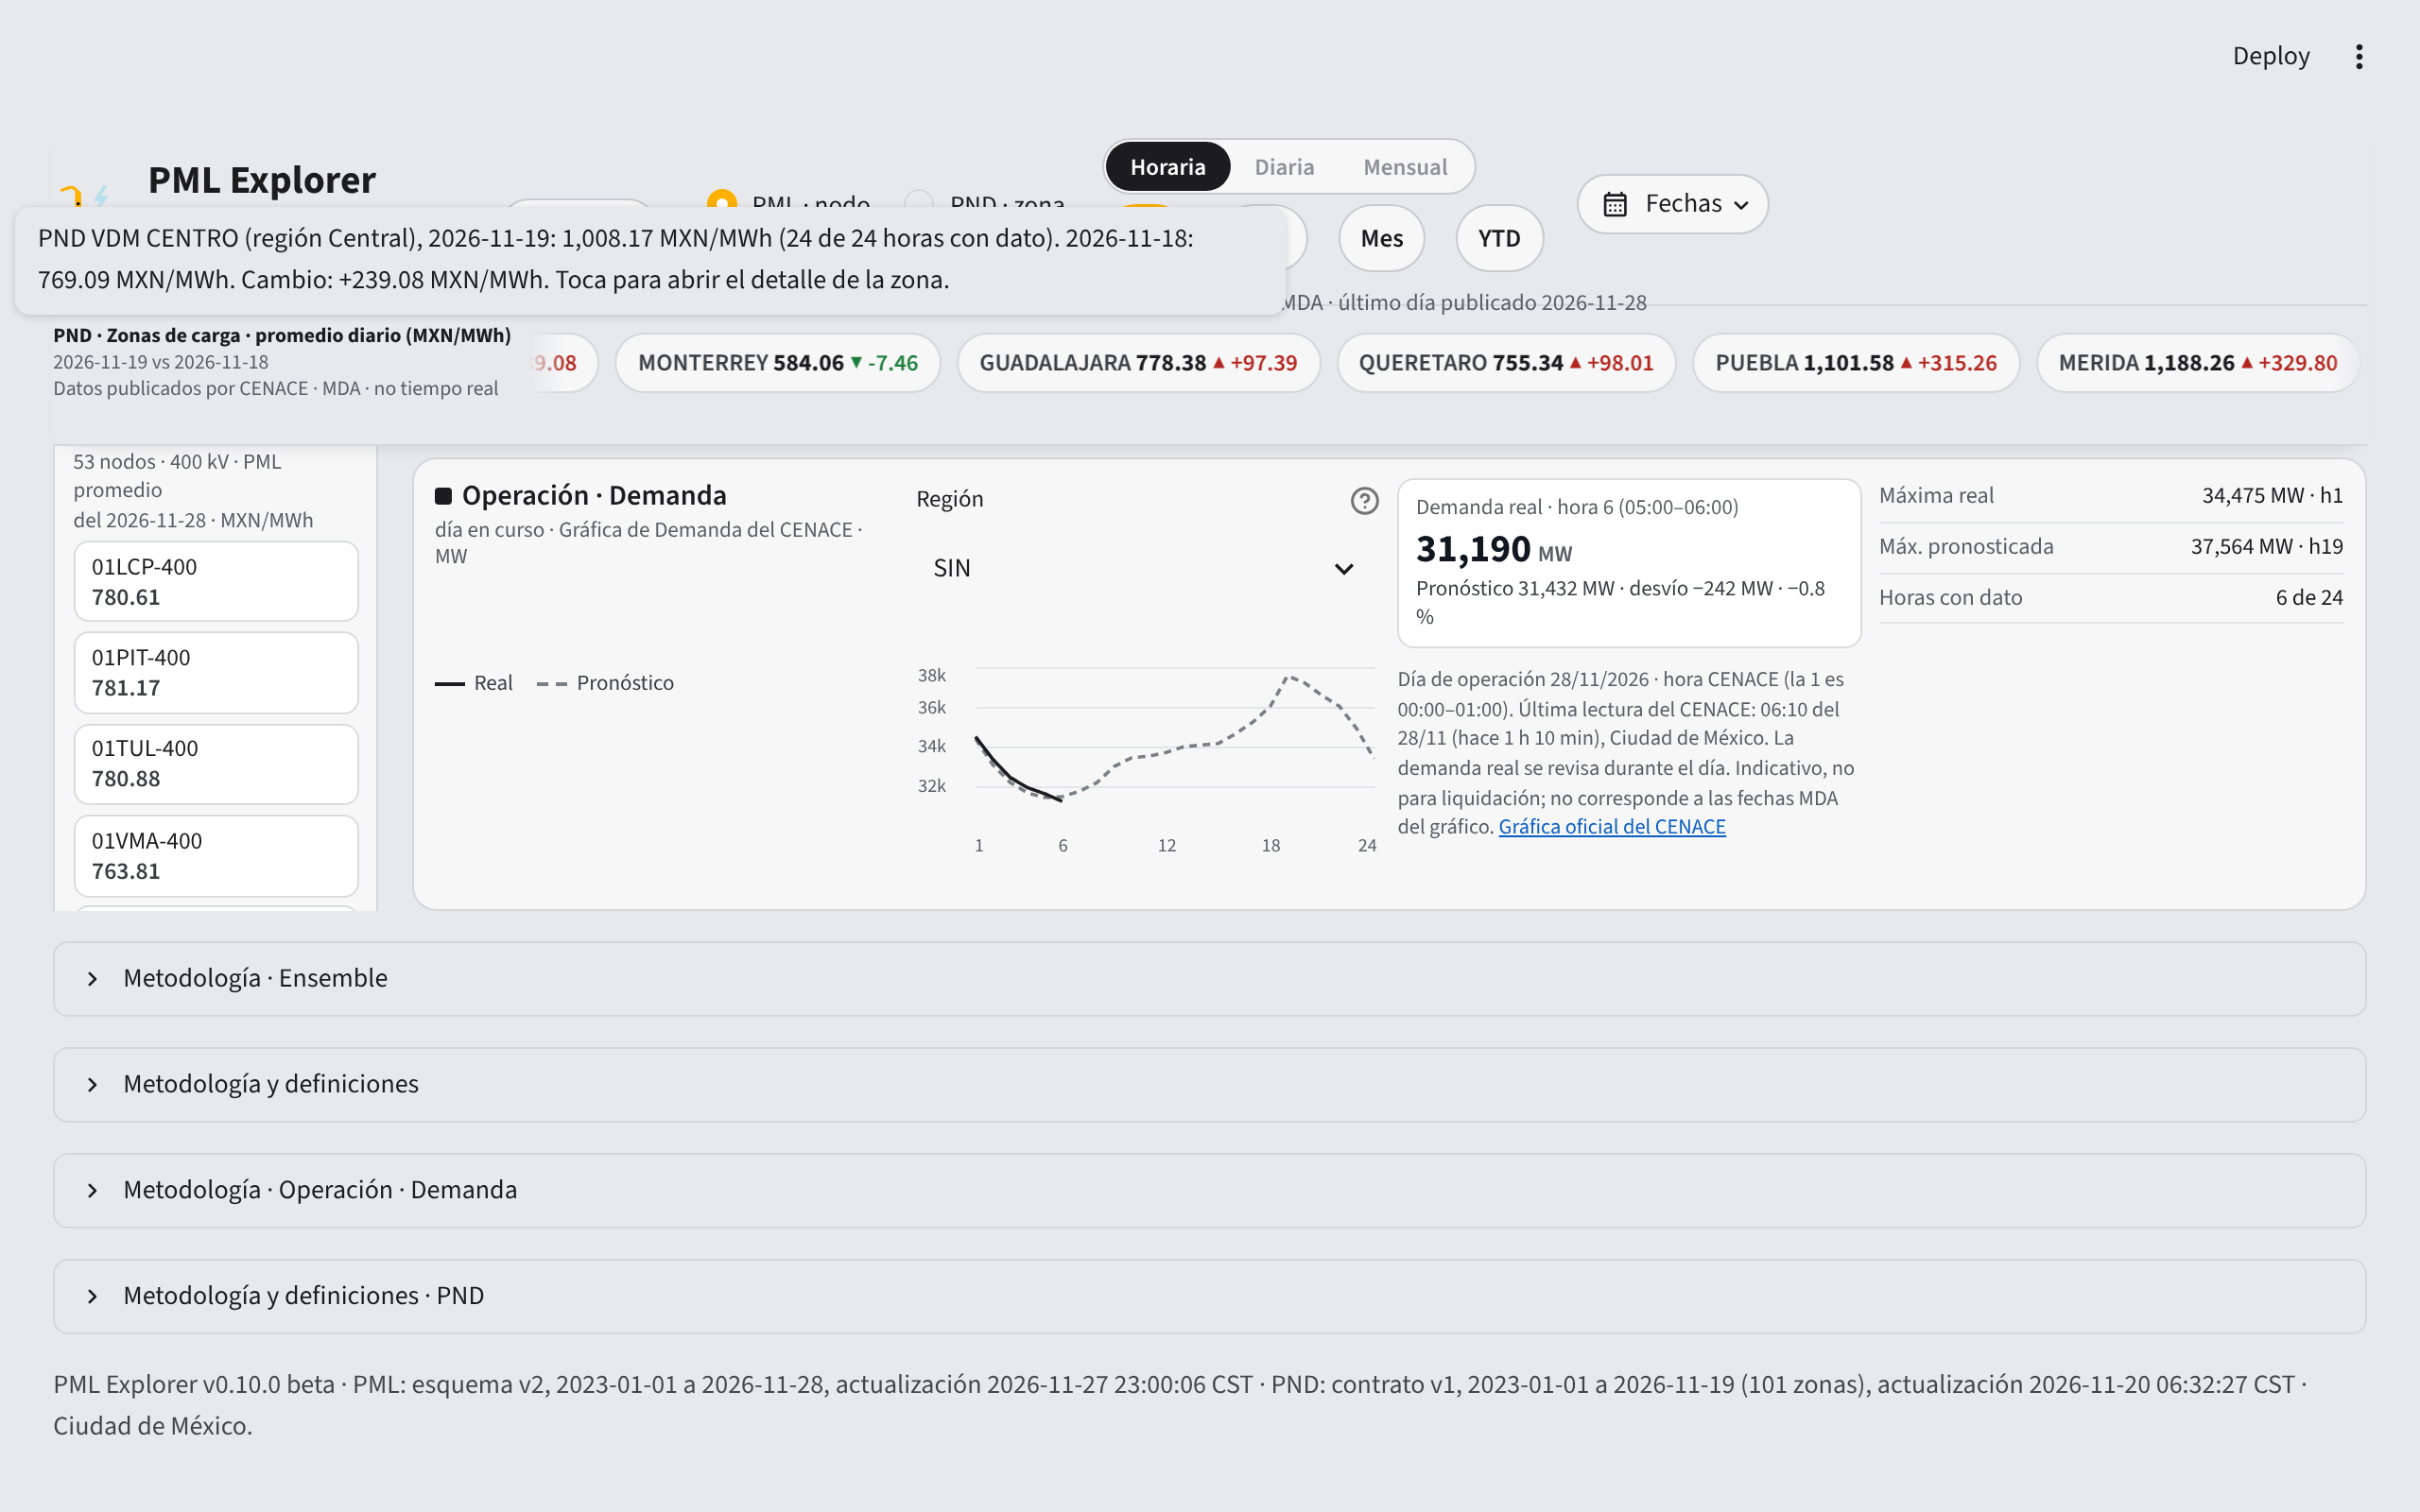 Deploy
PML Explorer
PML · nodo
PND · zona
Horaria
Diaria
Mensual
Mes
YTD
Fechas
PND VDM CENTRO (región Central), 2026-11-19: 1,008.17 MXN/MWh (24 de 24 horas con dato). 2026-11-18:
769.09 MXN/MWh. Cambio: +239.08 MXN/MWh. Toca para abrir el detalle de la zona.
MDA · último día publicado 2026-11-28
PND · Zonas de carga · promedio diario (MXN/MWh)
2026-11-19 vs 2026-11-18
Datos publicados por CENACE · MDA · no tiempo real
9.08
MONTERREY 584.06 ▼ -7.46
GUADALAJARA 778.38 ▲ +97.39
QUERETARO 755.34 ▲ +98.01
PUEBLA 1,101.58 ▲ +315.26
MERIDA 1,188.26 ▲ +329.80
53 nodos · 400 kV · PML
promedio
del 2026-11-28 · MXN/MWh
01LCP-400
780.61
01PIT-400
781.17
01TUL-400
780.88
01VMA-400
763.81
Operación · Demanda
día en curso · Gráfica de Demanda del CENACE ·
MW
Real
Pronóstico
Región
SIN
38k
36k
34k
32k
1 6 12 18 24
Demanda real · hora 6 (05:00–06:00)
31,190 MW
Pronóstico 31,432 MW · desvío −242 MW · −0.8
%
Día de operación 28/11/2026 · hora CENACE (la 1 es
00:00–01:00). Última lectura del CENACE: 06:10 del
28/11 (hace 1 h 10 min), Ciudad de México. La
demanda real se revisa durante el día. Indicativo, no
para liquidación; no corresponde a las fechas MDA
del gráfico. Gráfica oficial del CENACE
Máxima real 34,475 MW · h1
Máx. pronosticada 37,564 MW · h19
Horas con dato 6 de 24
Metodología · Ensemble
Metodología y definiciones
Metodología · Operación · Demanda
Metodología y definiciones · PND
PML Explorer v0.10.0 beta · PML: esquema v2, 2023-01-01 a 2026-11-28, actualización 2026-11-27 23:00:06 CST · PND: contrato v1, 2023-01-01 a 2026-11-19 (101 zonas), actualización 2026-11-20 06:32:27 CST ·
Ciudad de México.